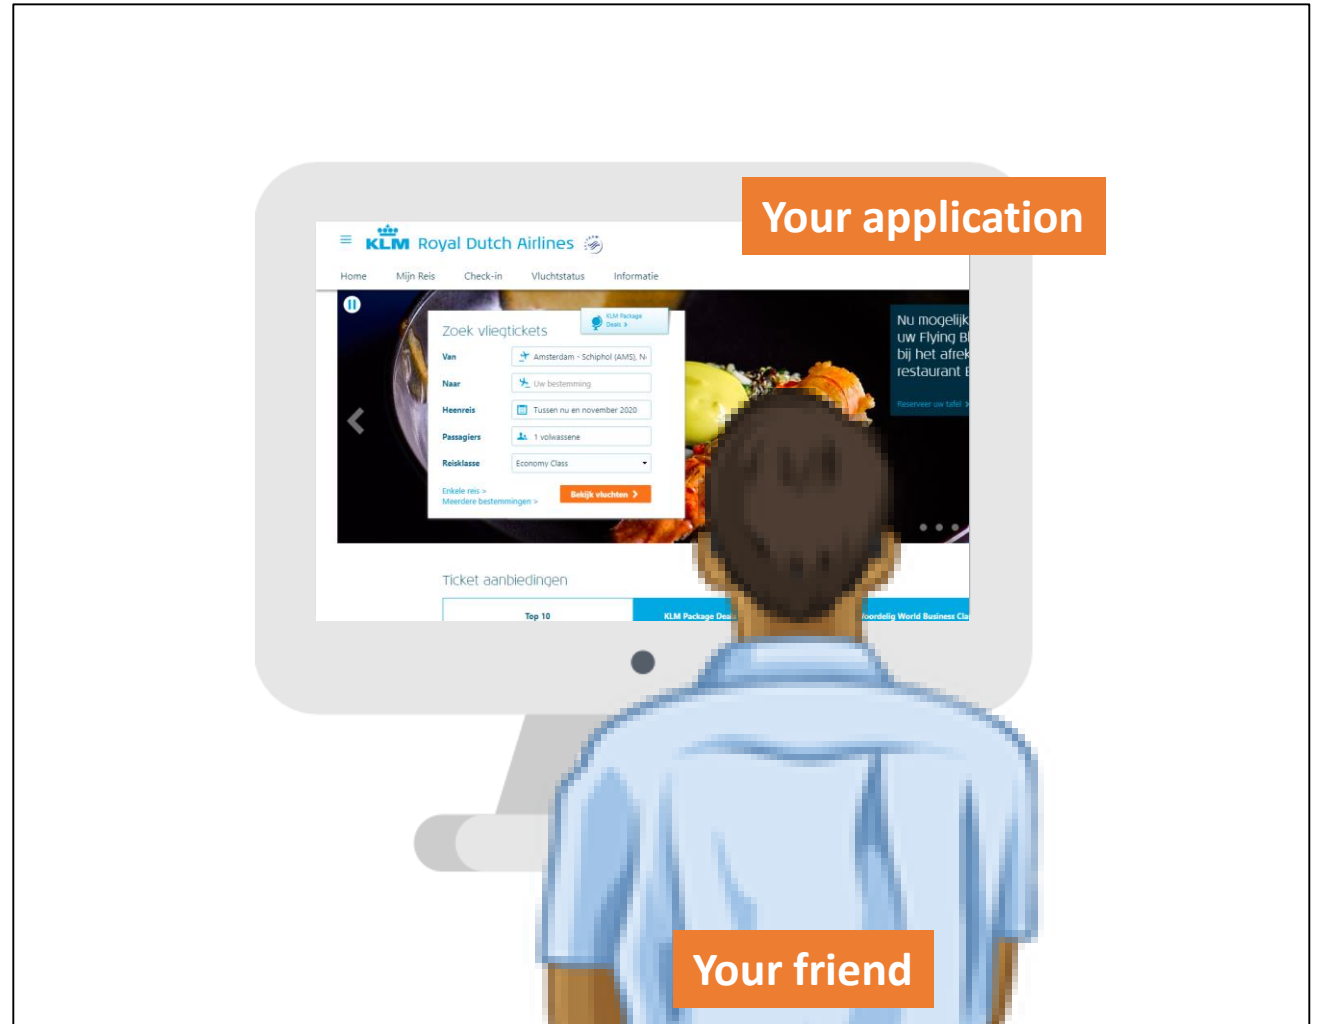 Your application
KLM Royal Dutch Airlines
Home Mijn Reis Check-in Vluchtstatus Informatie
KLM Package
Deals >
Zoek vliegtickets
Van Amsterdam - Schiphol (AMS), N
Naar Uw bestemming
Heenreis Tussen nu en november 2020
Passagiers 1 volwassene
Reisklasse Economy Class
Enkele reis >
Meerdere bestemmingen >
Bekijk vluchten >
Nu mogelijk
uw Flying Bl
bij het afrek
restaurant
Reserveer uw tafel >
Ticket aanbiedingen
Top 10 KLM Package Dea oordelig World Business Cla
Your friend